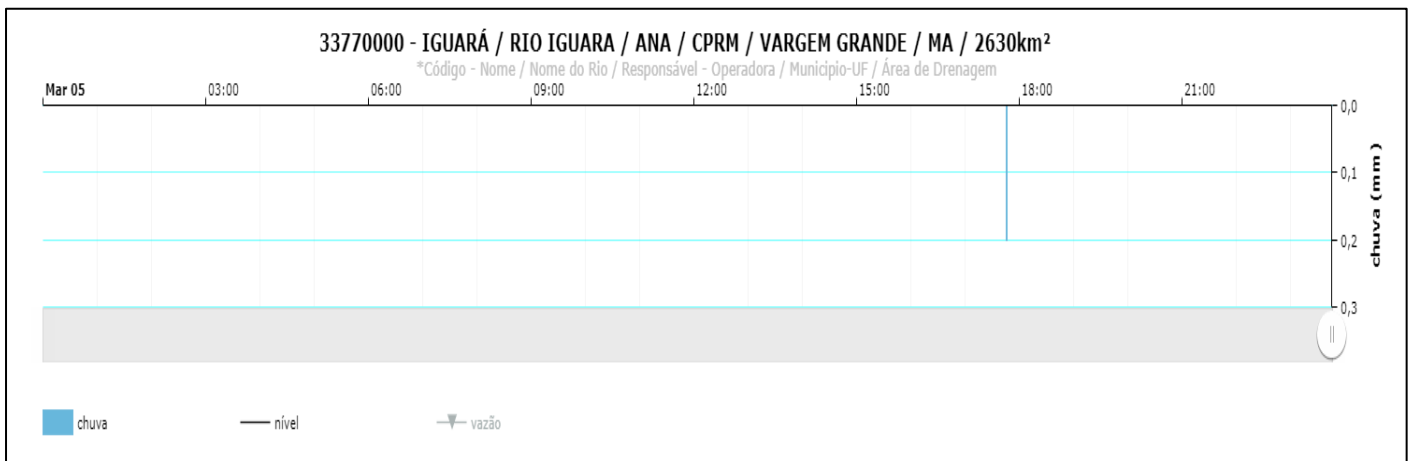 33770000 - IGUARÁ / RIO IGUARA / ANA / CPRM / VARGEM GRANDE / MA / 2630km²
*Código - Nome / Nome do Rio / Responsável - Operadora / Municipio-UF / Área de Drenagem
Mar 05 03:00 06:00 09:00 12:00 15:00 18:00 21:00
0,0
0,1
0,2
0,3
chuva (mm)
chuva nível vazão